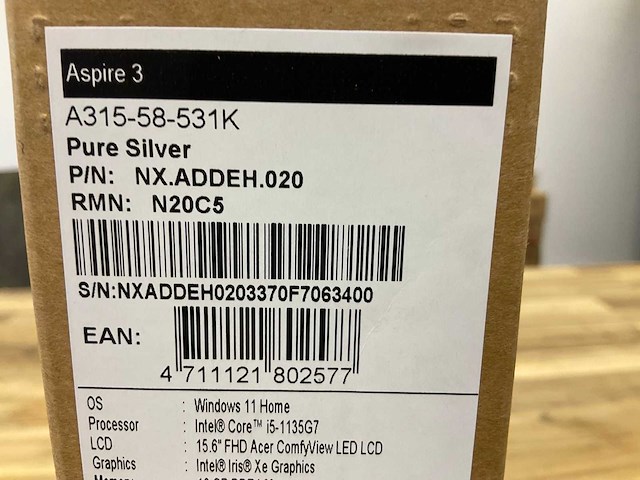 Aspire 3
A315-58-531K
Pure Silver
P/N: NX.ADDEH.020
RMN: N20C5
S/N:NXADDEH0203370F7063400
EAN:
4 711121 802577
OS : Windows 11 Home
Processor : Intel® Core™ i5-1135G7
LCD : 15.6" FHD Acer ComfyView LED LCD
Graphics : Intel® Iris® Xe Graphics